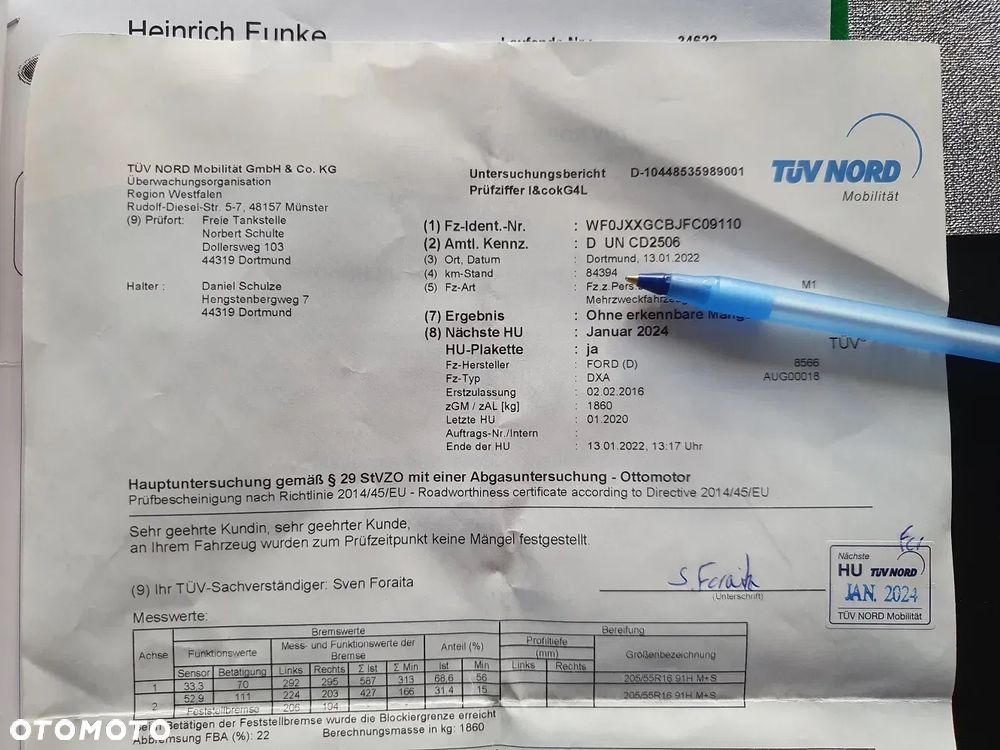 Heinrich Funke
Laufende Nr. 34622
TÜV NORD Mobilität GmbH & Co. KG
Überwachungsorganisation
Region Westfalen
Rudolf-Diesel-Str. 5-7, 48157 Münster
(9) Prüfort: Freie Tankstelle
Norbert Schulte
Dollersweg 103
44319 Dortmund
Halter : Daniel Schulze
Hengstenbergweg 7
44319 Dortmund
Untersuchungsbericht D-10448535989001
Prüfziffer I&cokG4L
TÜV NORD
Mobilität
(1) Fz-Ident.-Nr. : WF0JXXGCBJFC09110
(2) Amtl. Kennz. : D UN CD2506
(3) Ort, Datum : Dortmund, 13.01.2022
(4) km-Stand : 84394
(5) Fz-Art : Fz.z.Pers. M1
Mehrzweckfahrzeug
(7) Ergebnis : Ohne erkennbare Mäng
(8) Nächste HU : Januar 2024
HU-Plakette : ja
TÜV
Fz-Hersteller : FORD (D) 8566
Fz-Typ : DXA AUG00018
Erstzulassung : 02.02.2016
zGM / zAL [kg] : 1860
Letzte HU : 01.2020
Auftrags-Nr./Intern :
Ende der HU : 13.01.2022, 13:17 Uhr
Hauptuntersuchung gemäß § 29 StVZO mit einer Abgasuntersuchung - Ottomotor
Prüfbescheinigung nach Richtlinie 2014/45/EU - Roadworthiness certificate according to Directive 2014/45/EU
Sehr geehrte Kundin, sehr geehrter Kunde,
an Ihrem Fahrzeug wurden zum Prüfzeitpunkt keine Mängel festgestellt.
(9) Ihr TÜV-Sachverständiger: Sven Foraita
S. Foraita
(Unterschrift)
Nächste
HU TÜV NORD
JAN. 2024
TÜV NORD Mobilität
Messwerte:
Achse Bremswerte Bereifung
Funktionswerte Mess- und Funktionswerte der Bremse Anteil (%) Profiltiefe (mm) Größenbezeichnung
Sensor Betätigung Links Rechts Σ Ist Σ Min Ist Min Links Rechts
1 33,3 70 292 295 587 313 68,6 56 205/55R16 91H M+S
2 52,9 111 224 203 427 166 31,4 15 205/55R16 91H M+S
Feststellbremse 206 194
Beim Betätigen der Feststellbremse wurde die Blockiergrenze erreicht
Abbremsung FBA (%): 22 Berechnungsmasse in kg: 1860
OTOMOTO